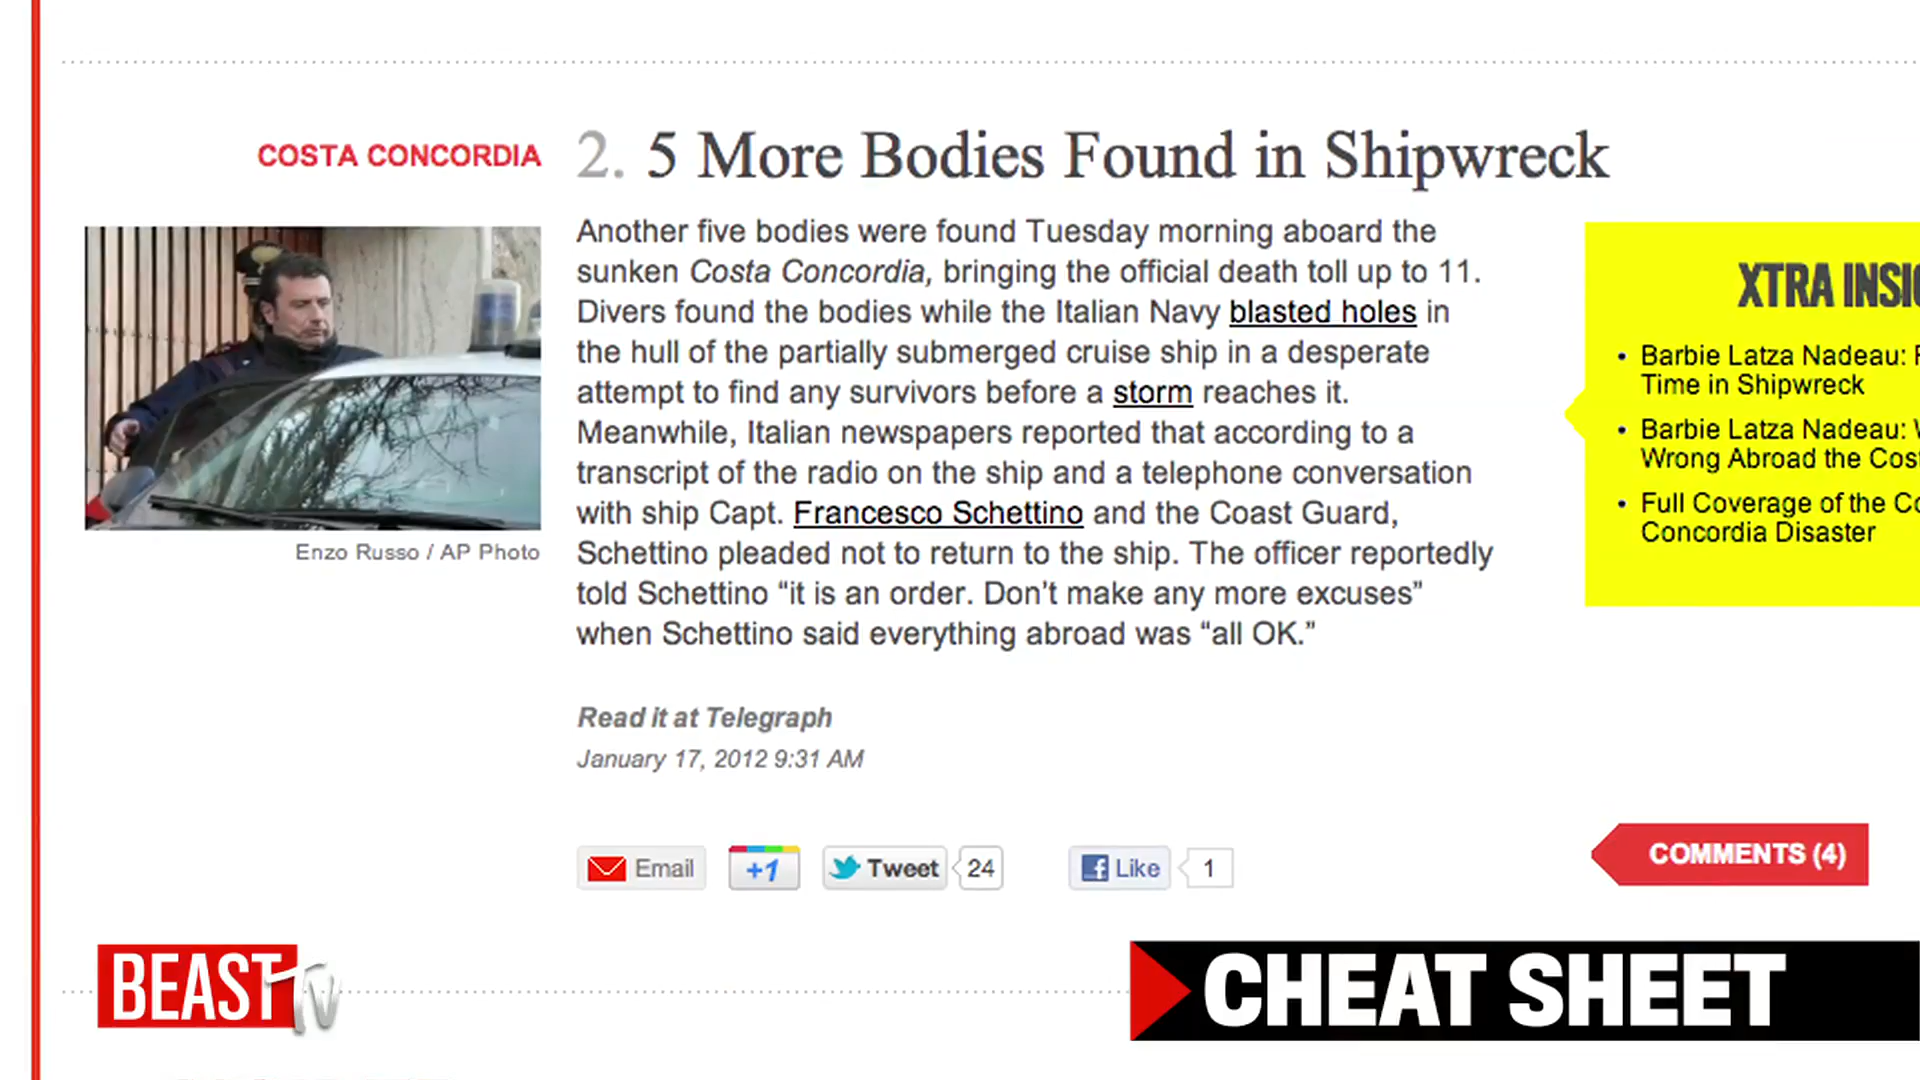 COSTA CONCORDIA
2. 5 More Bodies Found in Shipwreck
Another five bodies were found Tuesday morning aboard the
sunken Costa Concordia, bringing the official death toll up to 11.
Divers found the bodies while the Italian Navy blasted holes in
the hull of the partially submerged cruise ship in a desperate
attempt to find any survivors before a storm reaches it.
Meanwhile, Italian newspapers reported that according to a
transcript of the radio on the ship and a telephone conversation
with ship Capt. Francesco Schettino and the Coast Guard,
Schettino pleaded not to return to the ship. The officer reportedly
told Schettino “it is an order. Don’t make any more excuses”
when Schettino said everything abroad was “all OK.”
Enzo Russo / AP Photo
Read it at Telegraph
January 17, 2012 9:31 AM
XTRA
• Barbie Latza Nadeau:
Time in Shipwreck
• Barbie Latza Nadeau:
Wrong Abroad the
• Full Coverage of the
Concordia Disaster
Email
+1
Tweet
24
Like
1
COMMENTS (4)
BEAST TV
CHEAT SHEET